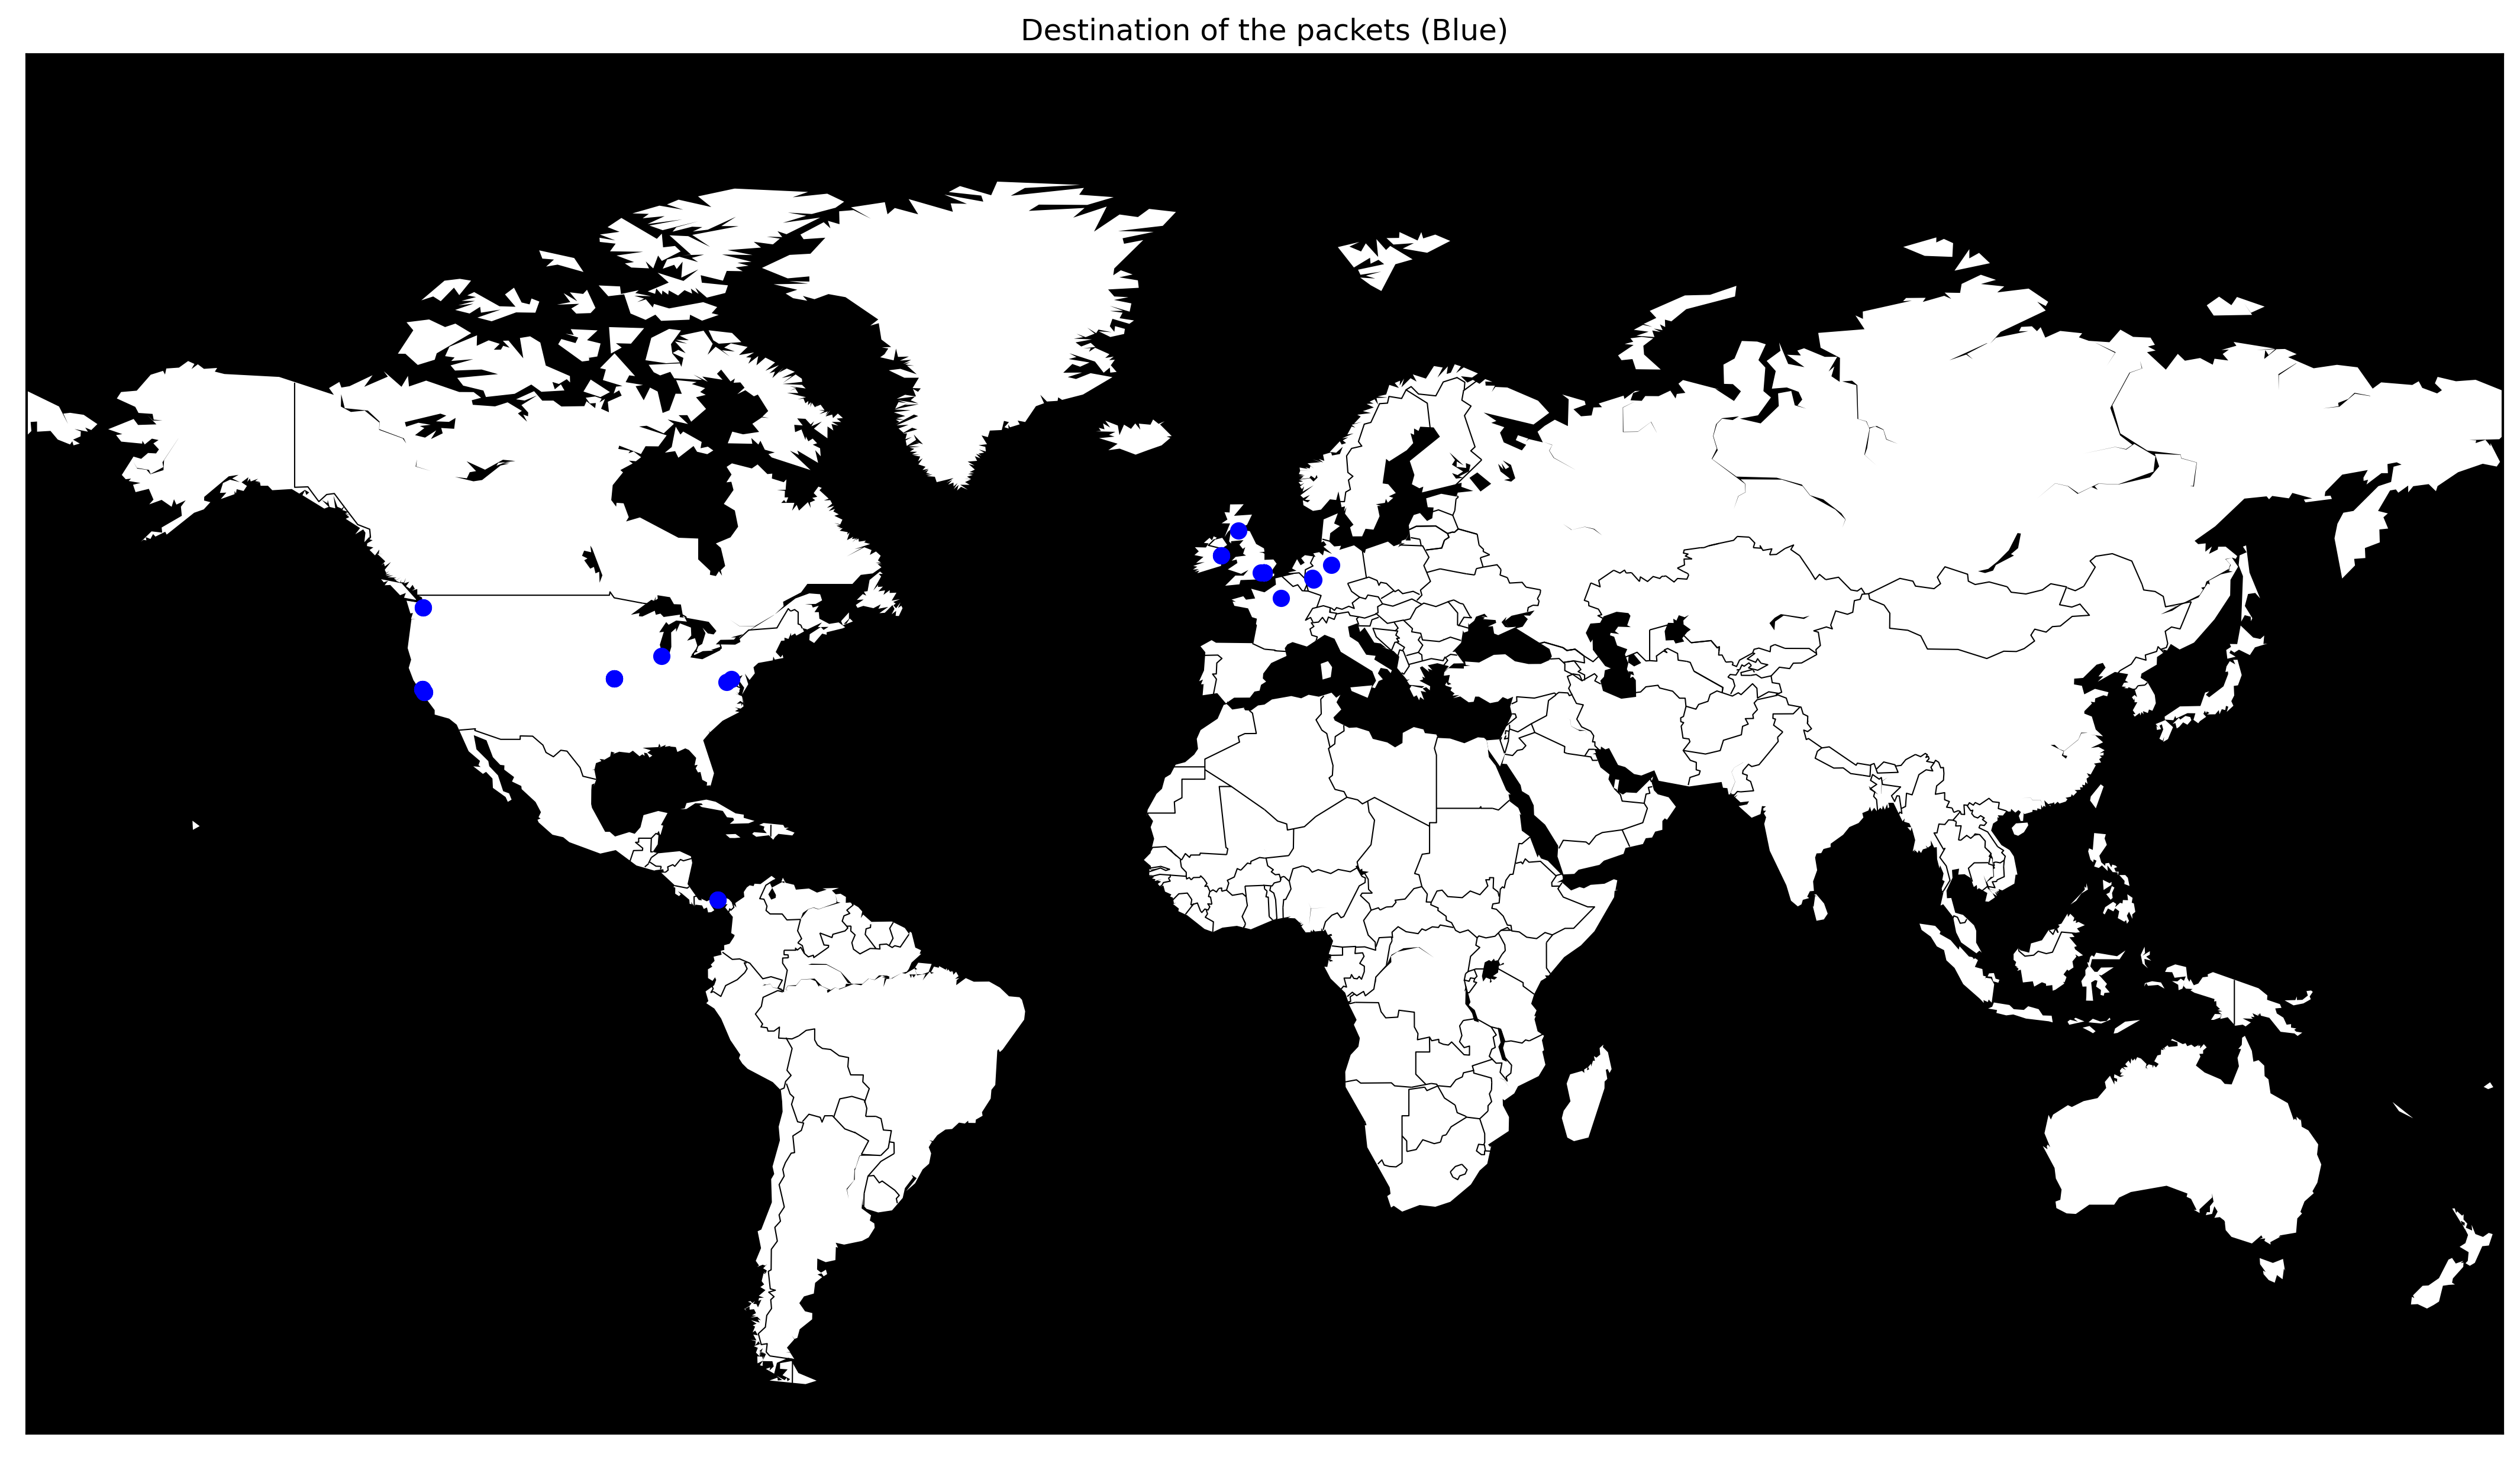 Destination of the packets (Blue)